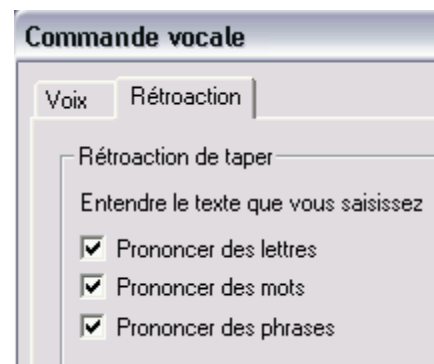 Commande vocale
Voix Rétroaction
Rétroaction de taper
Entendre le texte que vous saisissez
Prononcer des lettres
Prononcer des mots
Prononcer des phrases